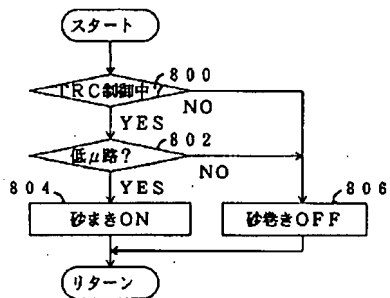 スタート
800
TRC制御中?
NO
YES
802
低μ路?
NO
804
YES
806
砂まきON
砂巻きOFF
リターン